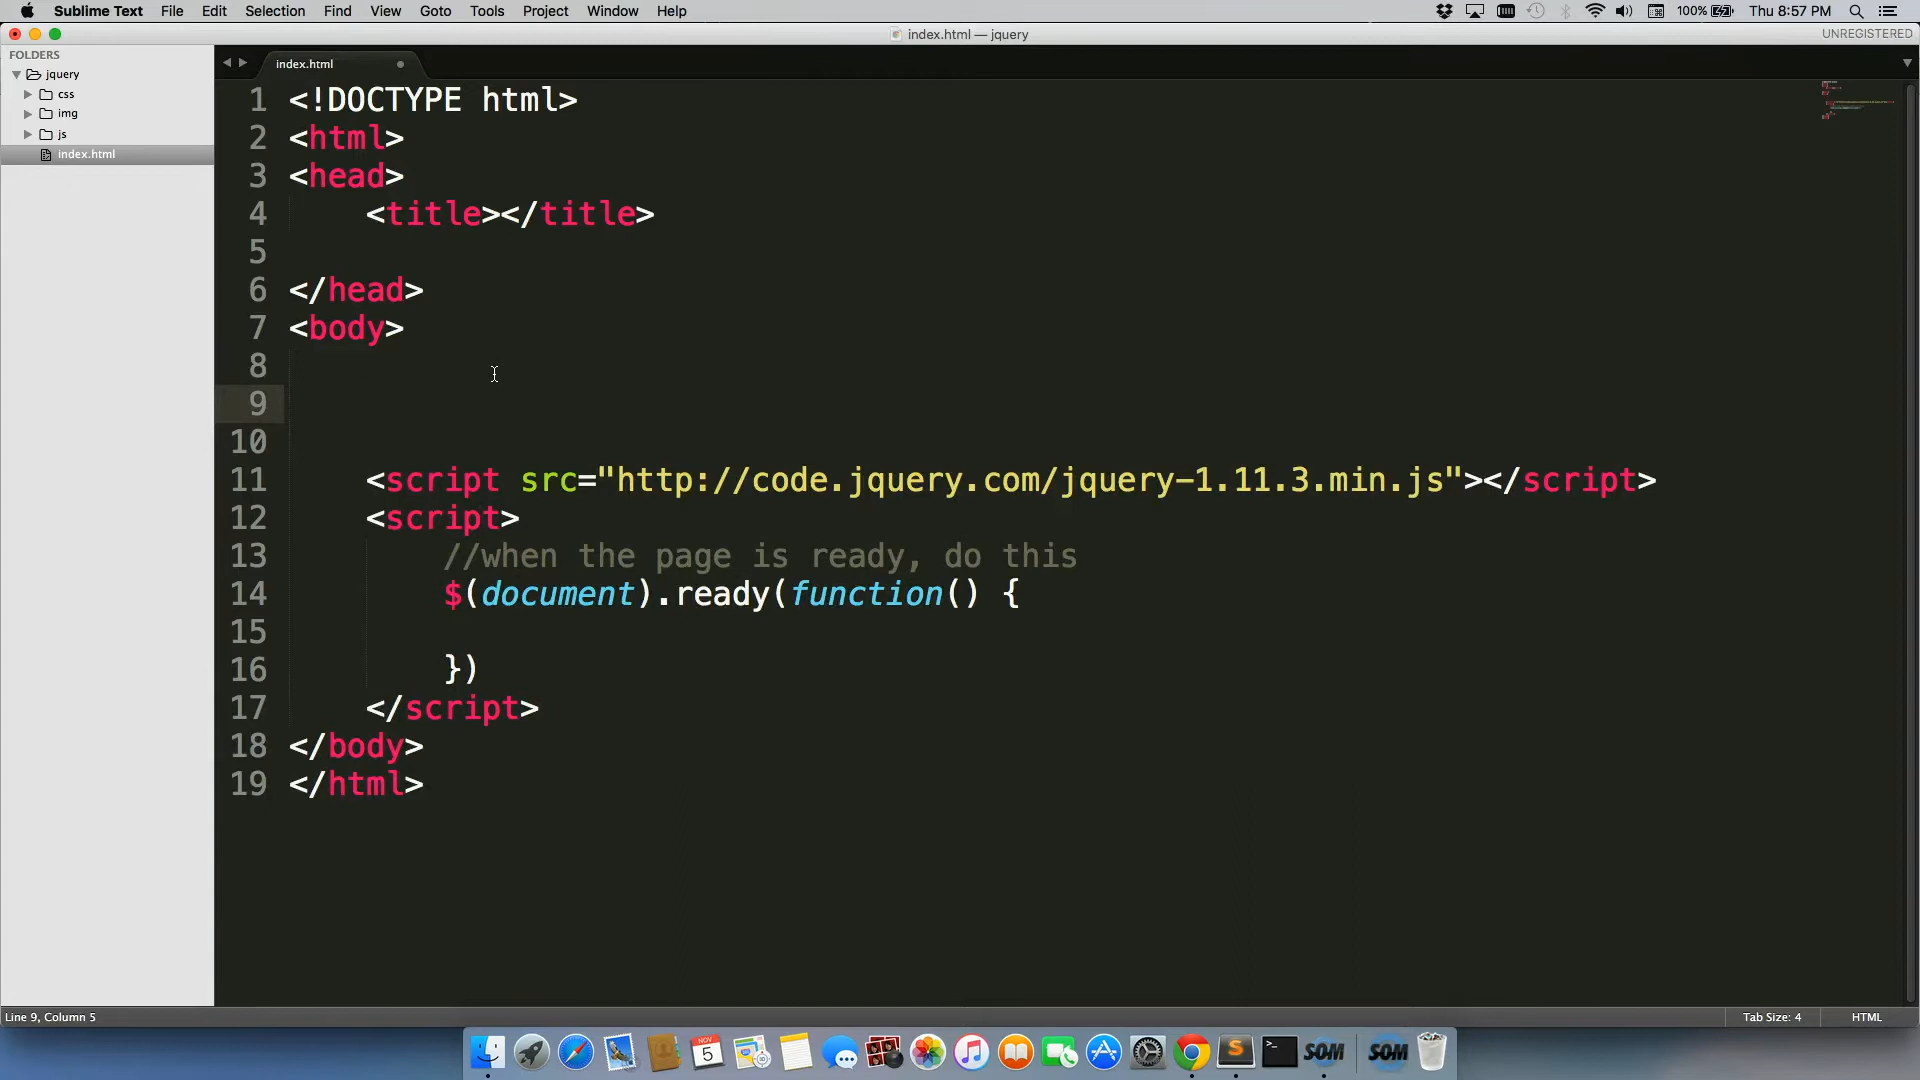 Sublime Text File Edit Selection Find View Goto Tools Project Window Help 100% Thu 8:57 PM
index.html — jquery UNREGISTERED
FOLDERS
jquery
css
img
js
index.html
index.html
1 <!DOCTYPE html>
2 <html>
3 <head>
4 <title></title>
5
6 </head>
7 <body>
8
9
10
11 <script src="http://code.jquery.com/jquery-1.11.3.min.js"></script>
12 <script>
13 //when the page is ready, do this
14 $(document).ready(function() {
15
16 })
17 </script>
18 </body>
19 </html>
Line 9, Column 5 Tab Size: 4 HTML
NOV
5
SOM SOM